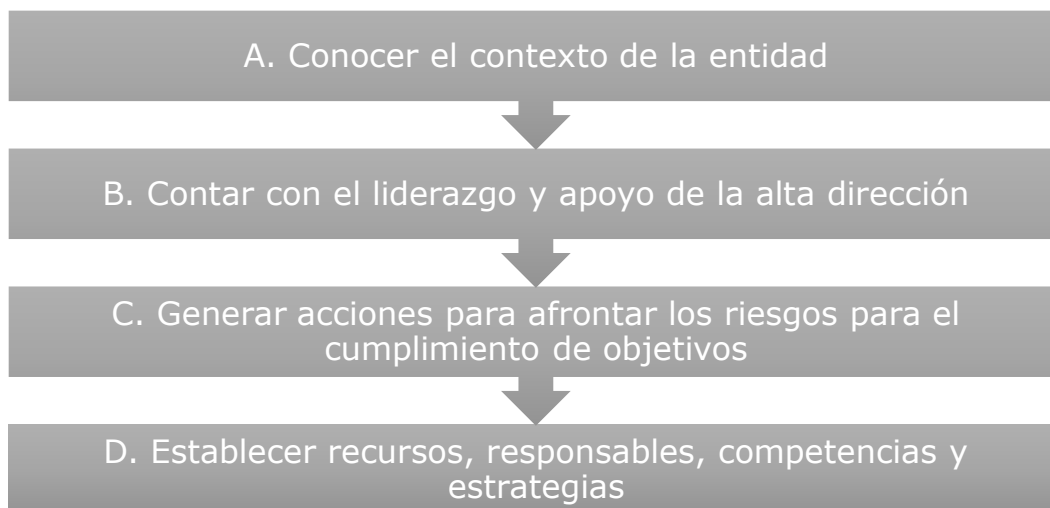 A. Conocer el contexto de la entidad
B. Contar con el liderazgo y apoyo de la alta dirección
C. Generar acciones para afrontar los riesgos para el
cumplimiento de objetivos
D. Establecer recursos, responsables, competencias y
estrategias